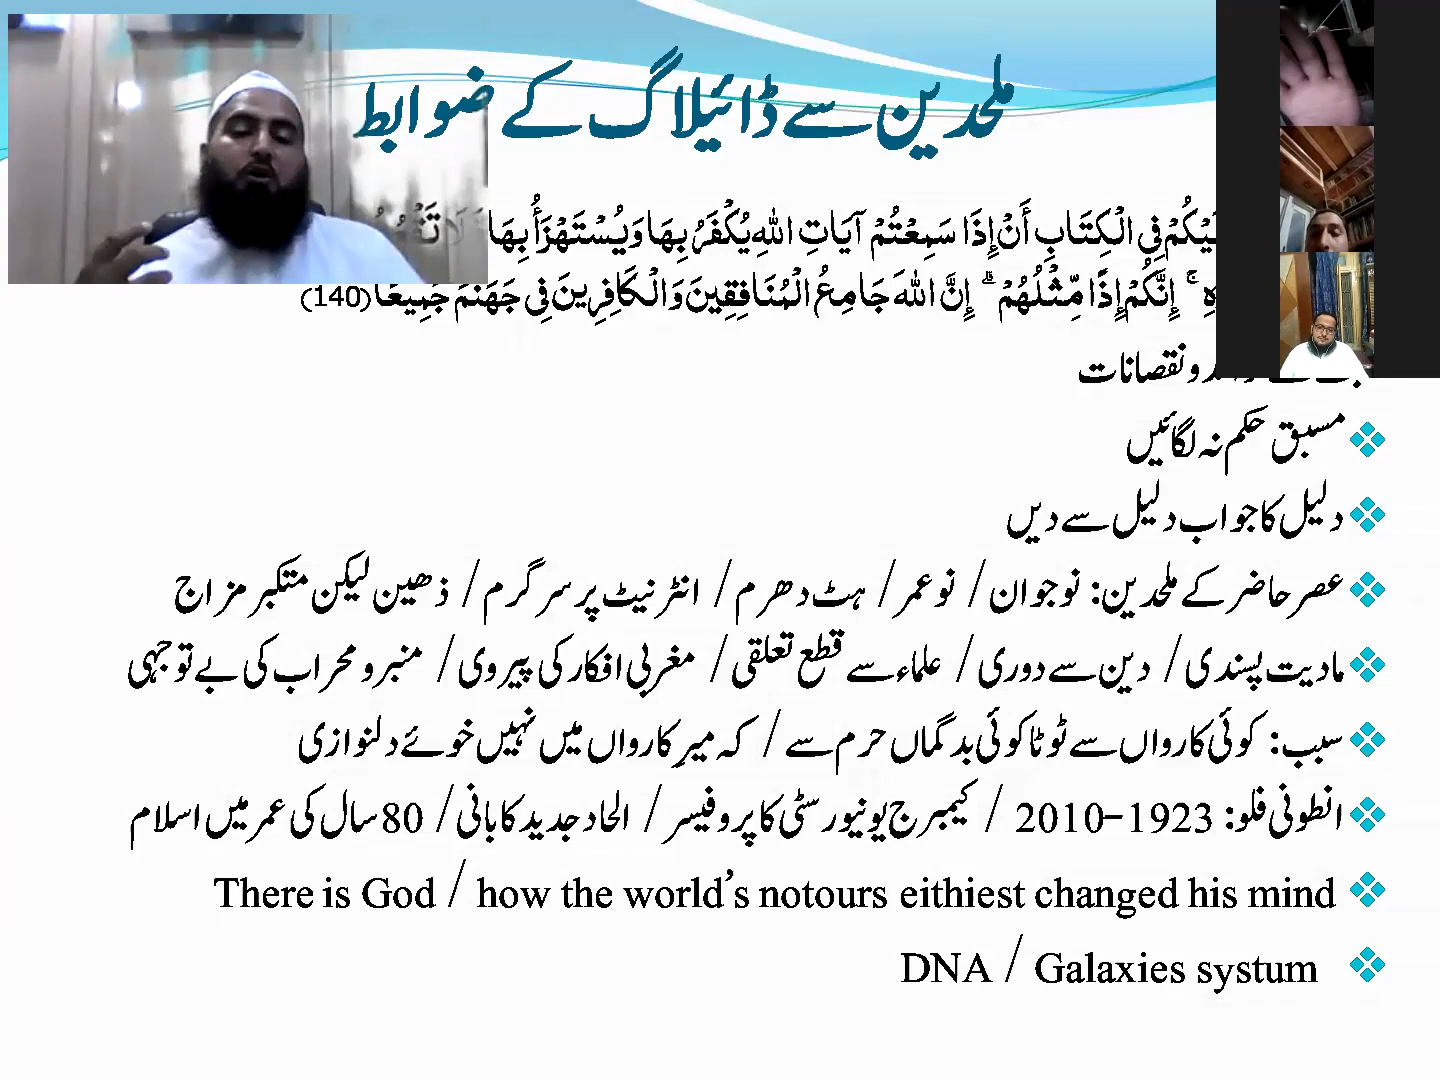 ملحدین سے ڈائیلاگ کے ضوابط
فِي الْكِتَابِ أَنْ إِذَا سَمِعْتُمْ آيَاتِ اللهِ يُكْفَرُ بِهَا وَيُسْتَهْزَأُ بِهَا
إِنَّكُمْ إِذًا مِّثْلُهُمْ ۗ إِنَّ اللهَ جَامِعُ الْمُنَافِقِينَ وَالْكَافِرِينَ فِي جَهَنَّمَ جَمِيعًا (140)
ونقصانات
مسبق حکم نہ لگائیں
دلیل کا جواب دلیل سے دیں
عصر حاضر کے ملحدین: نوجوان / نو عمر / ہٹ دھرم / انٹرنیٹ پر سرگرم / ذھین لیکن متکبر مزاج
مادیت پسندی / دین سے دوری / علماء سے قطع تعلقی / مغربی افکار کی پیروی / منبر و محراب کی بے توجہی
سبب: کوئی کارواں سے ٹوٹا کوئی بدگماں حرم سے / کہ میرِ کارواں میں نہیں خوئے دلنوازی
انطونی فلو: 1923-2010 / کیمبرج یونیورسٹی کا پروفیسر / الحاد جدید کا بانی / 80 سال کی عمر میں اسلام
There is God / how the world’s notours eithiest changed his mind
DNA / Galaxies systum